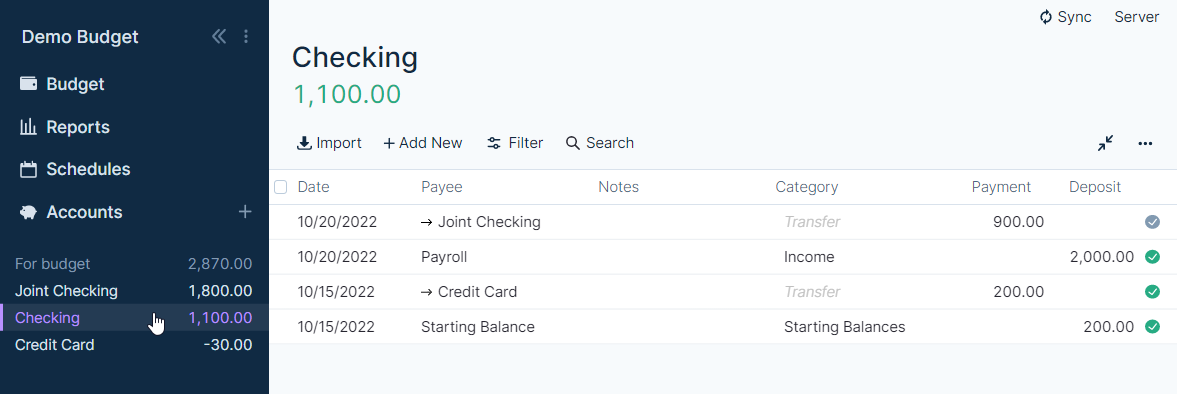 Demo Budget
Budget
Reports
Schedules
Accounts
For budget 2,870.00
Joint Checking 1,800.00
Checking 1,100.00
Credit Card -30.00
Sync Server
Checking
1,100.00
Import + Add New Filter Search
Date Payee Notes Category Payment Deposit
10/20/2022 → Joint Checking Transfer 900.00
10/20/2022 Payroll Income 2,000.00
10/15/2022 → Credit Card Transfer 200.00
10/15/2022 Starting Balance Starting Balances 200.00